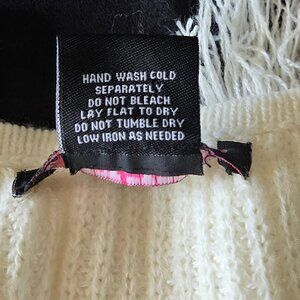 HAND WASH COLD
SEPARATELY
DO NOT BLEACH
LAY FLAT TO DRY
DO NOT TUMBLE DRY
LOW IRON AS NEEDED